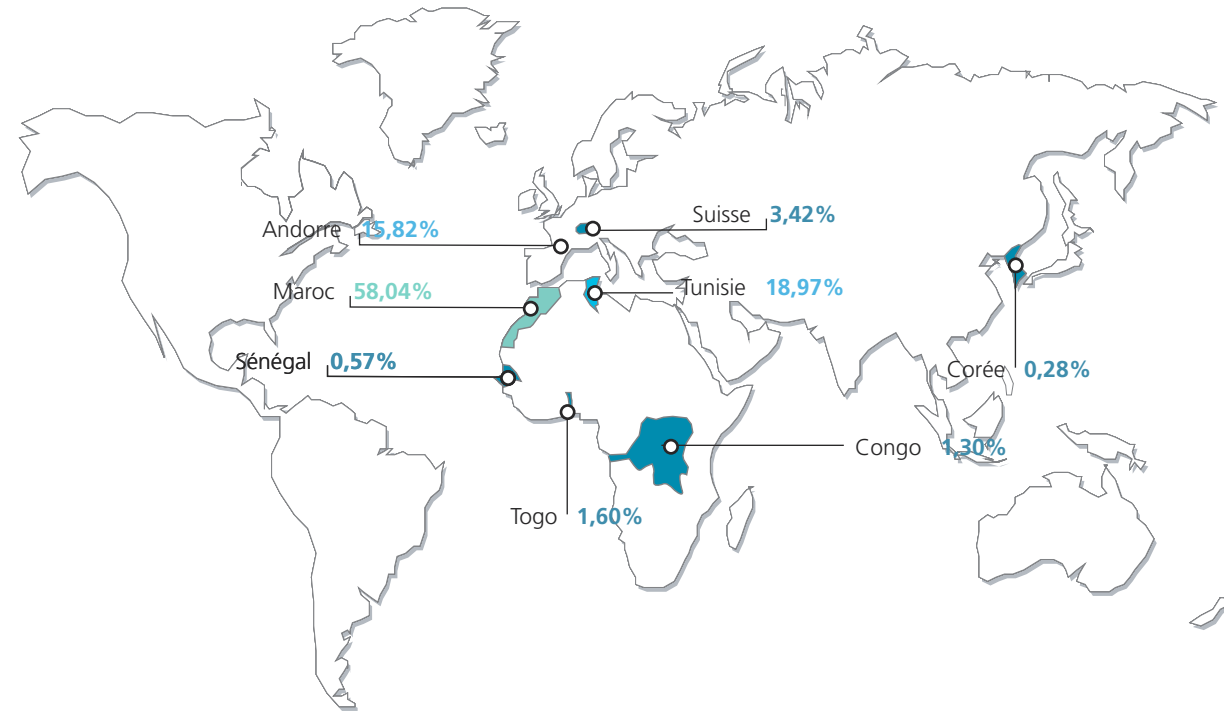 Suisse 3,42%
Andorre 15,82%
Maroc 58,04%
Tunisie 18,97%
Sénégal 0,57%
Corée 0,28%
Congo 1,30%
Togo 1,60%